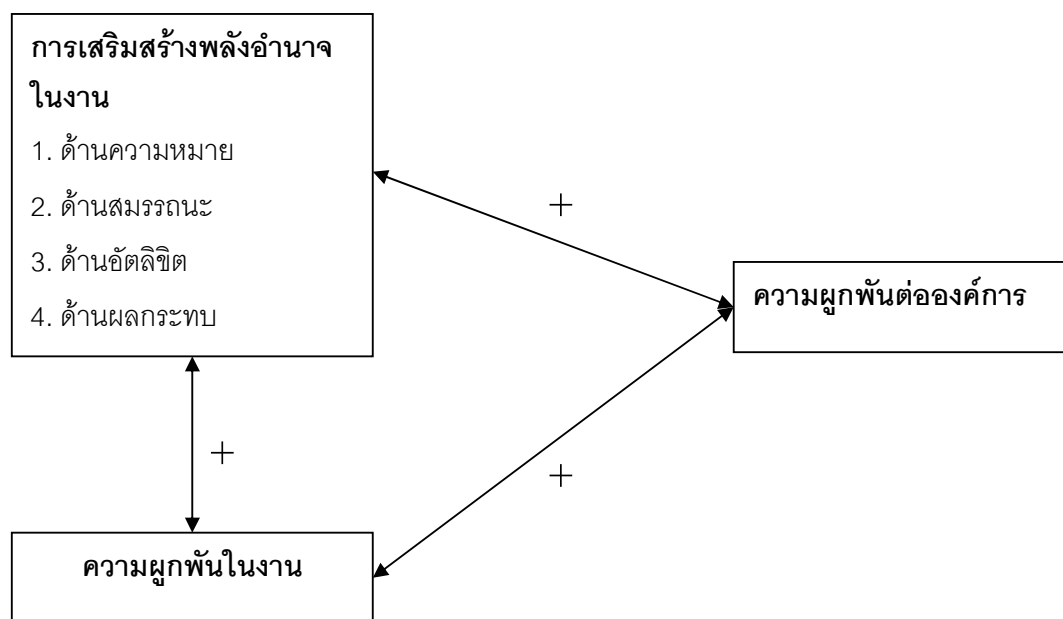 การเสริมสร้างพลังอำนาจ
ในงาน
1. ด้านความหมาย
2. ด้านสมรรถนะ
3. ด้านอัตลิขิต
4. ด้านผลกระทบ
+
ความผูกพันต่อองค์การ
+
+
ความผูกพันในงาน